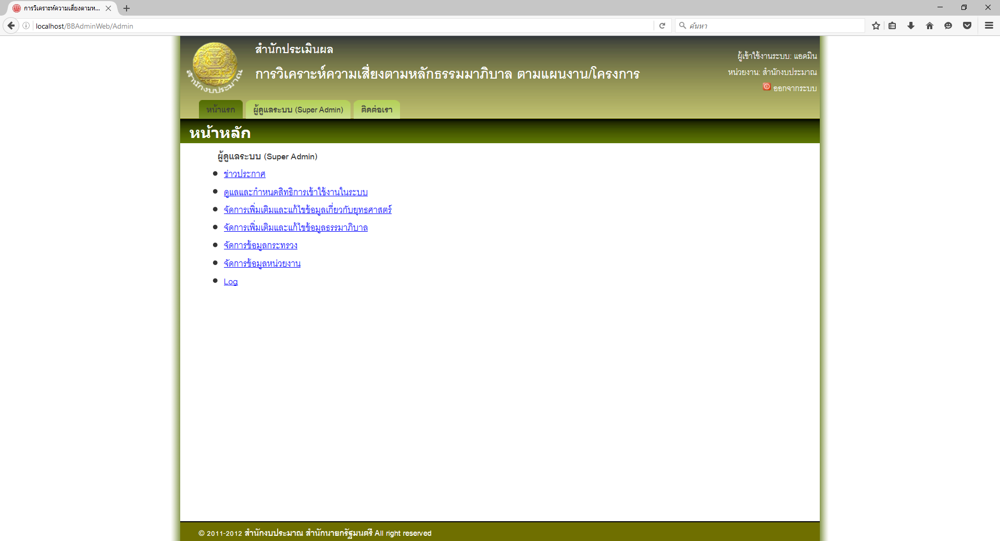 การวิเคราะห์ความเสี่ยงตามห...
localhost/BBAdminWeb/Admin
ค้นหา
สำนักงบประมาณ
สำนักประเมินผล
การวิเคราะห์ความเสี่ยงตามหลักธรรมมาภิบาล ตามแผนงาน/โครงการ
ผู้เข้าใช้งานระบบ: แอดมิน
หน่วยงาน: สำนักงบประมาณ
ออกจากระบบ
หน้าแรก ผู้ดูแลระบบ (Super Admin) ติดต่อเรา
หน้าหลัก
ผู้ดูแลระบบ (Super Admin)
ข่าวประกาศ
ดูแลและกำหนดสิทธิการเข้าใช้งานในระบบ
จัดการเพิ่มเติมและแก้ไขข้อมูลเกี่ยวกับยุทธศาสตร์
จัดการเพิ่มเติมและแก้ไขข้อมูลธรรมาภิบาล
จัดการข้อมูลกระทรวง
จัดการข้อมูลหน่วยงาน
Log
© 2011-2012 สำนักงบประมาณ สำนักนายกรัฐมนตรี All right reserved